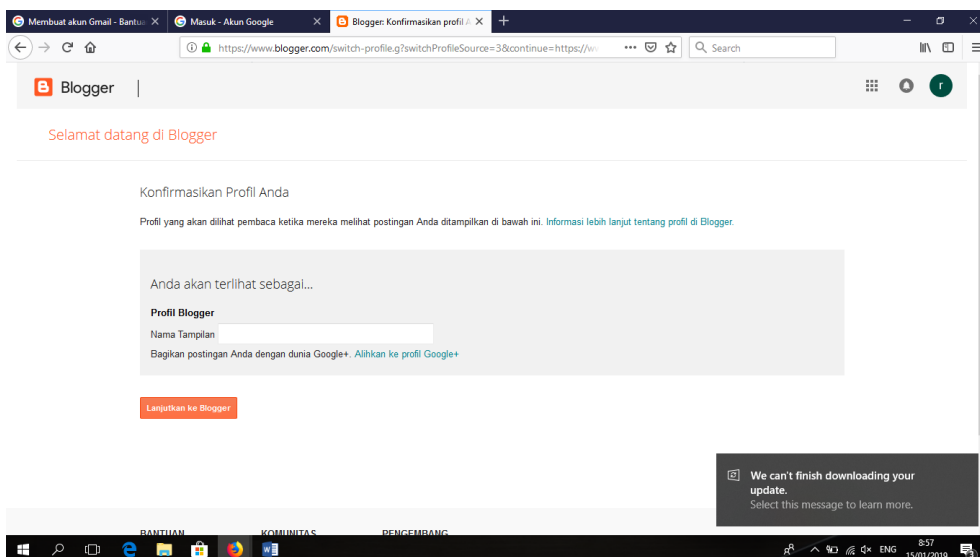 Membuat akun Gmail - Bantua
Masuk - Akun Google
Blogger: Konfirmasikan profil A
https://www.blogger.com/switch-profile.g?switchProfileSource=3&continue=https://w
Search
Blogger
r
Selamat datang di Blogger
Konfirmasikan Profil Anda
Profil yang akan dilihat pembaca ketika mereka melihat postingan Anda ditampilkan di bawah ini. Informasi lebih lanjut tentang profil di Blogger.
Anda akan terlihat sebagai...
Profil Blogger
Nama Tampilan
Bagikan postingan Anda dengan dunia Google+. Alihkan ke profil Google+
Lanjutkan ke Blogger
We can't finish downloading your
update.
Select this message to learn more.
BANTUAN KOMUNITAS PENGEMBANG
ENG
8:57
15/01/2019